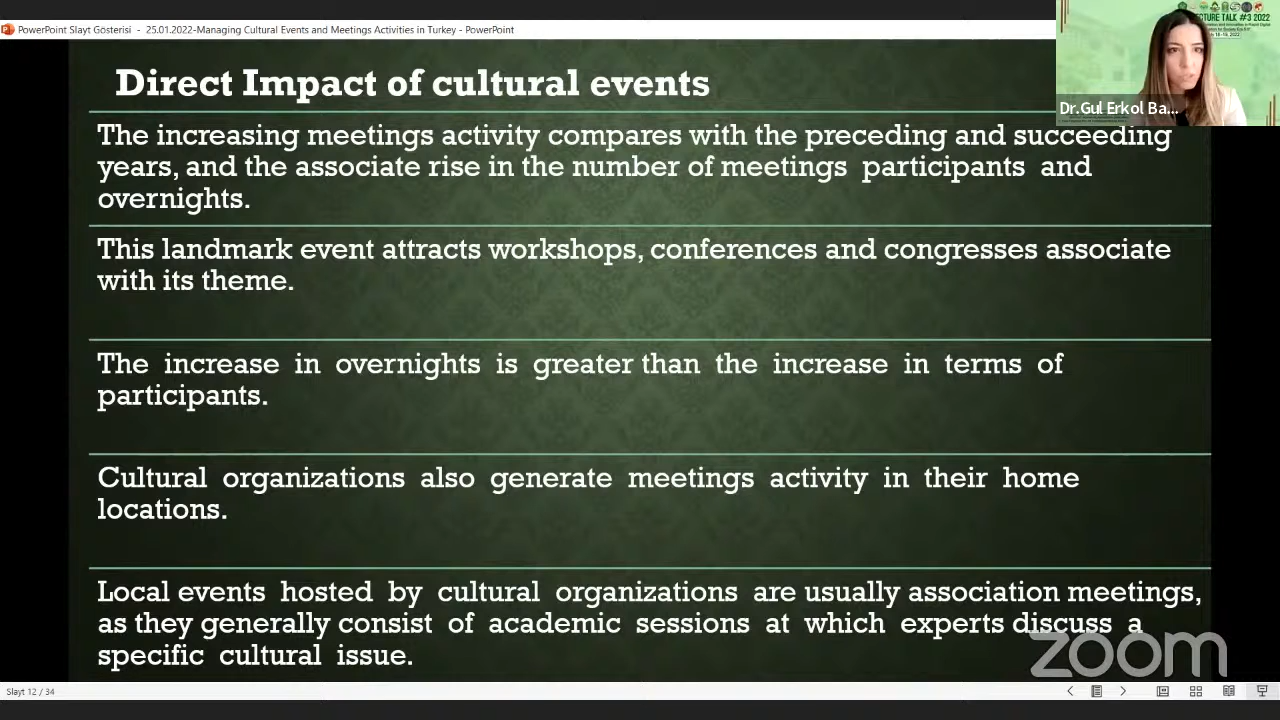 PowerPoint Slayt Gösterisi - 25.01.2022-Managing Cultural Events and Meetings Activities in Turkey - PowerPoint
LECTURE TALK #3 2022
Dr.Gul Erkol Ba...
Direct Impact of cultural events
The increasing meetings activity compares with the preceding and succeeding
years, and the associate rise in the number of meetings participants and
overnights.
This landmark event attracts workshops, conferences and congresses associate
with its theme.
The increase in overnights is greater than the increase in terms of
participants.
Cultural organizations also generate meetings activity in their home
locations.
Local events hosted by cultural organizations are usually association meetings,
as they generally consist of academic sessions at which experts discuss a
specific cultural issue.
zoom
Slayt 12 / 34